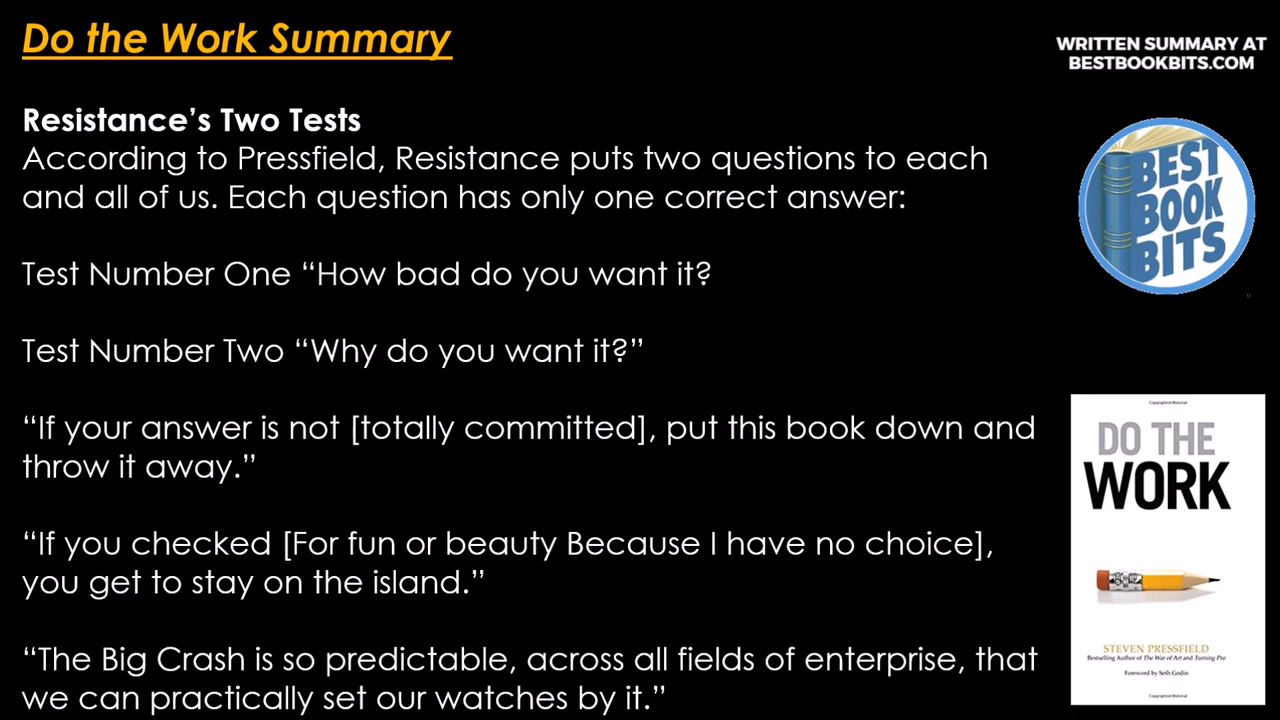 Do the Work Summary
WRITTEN SUMMARY AT
BESTBOOKBITS.COM
Resistance’s Two Tests
According to Pressfield, Resistance puts two questions to each
and all of us. Each question has only one correct answer:
Test Number One “How bad do you want it?
Test Number Two “Why do you want it?”
“If your answer is not [totally committed], put this book down and
throw it away.”
“If you checked [For fun or beauty Because I have no choice],
you get to stay on the island.”
“The Big Crash is so predictable, across all fields of enterprise, that
we can practically set our watches by it.”
BEST
BOOK
BITS
Copyrighted Material
DO THE
WORK
STEVEN PRESSFIELD
Bestselling Author of The War of Art and Turning Pro
Foreword by Seth Godin
Copyrighted Material